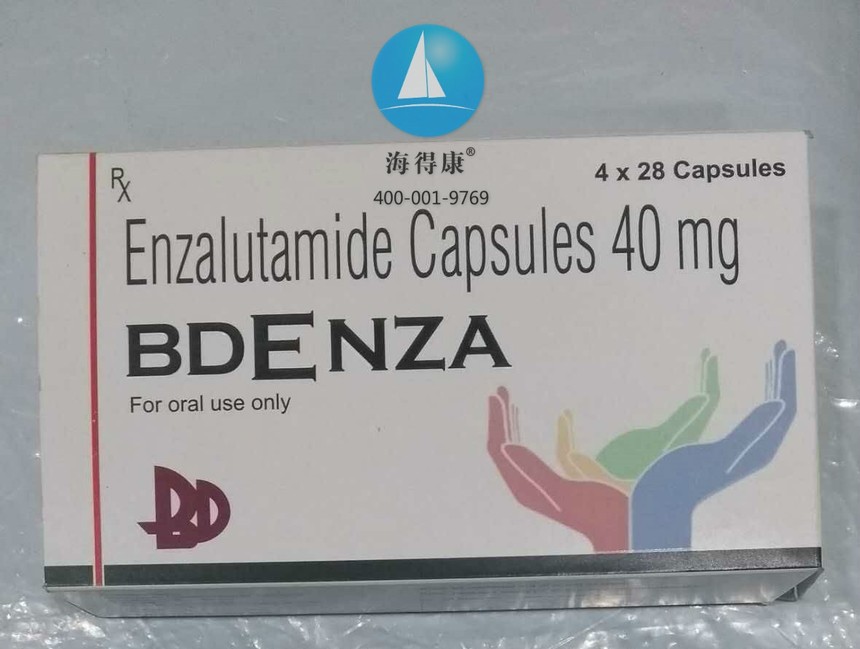 海得康®
400-001-9769
Rx
4 x 28 Capsules
Enzalutamide Capsules 40 mg
BDENZA
For oral use only
BD